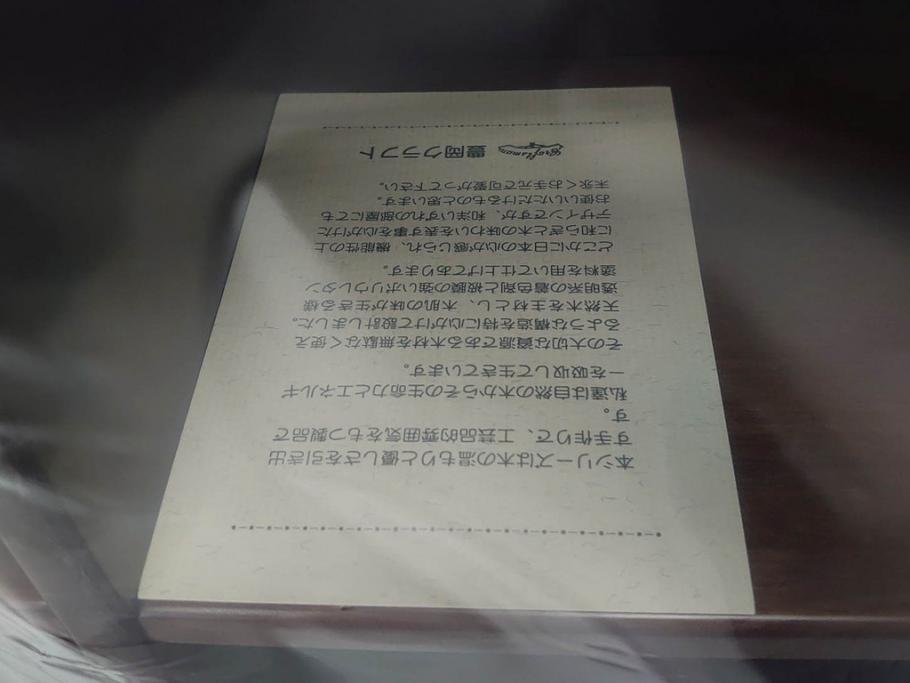 本シリーズは木の温もりと優しさを引き出
す手作りで、工芸品的雰囲気をもつ製品で
す。
私達は自然の木からその生命力とエネルギ
ーを吸収して生きています。
その大切な資源である木材を無駄なく使え
るような構造を特に心がけて設計しました。
天然木を主材とし、木肌の味が生きる様
透明系の着色剤と被膜の強いポリウレタン
塗料を用いて仕上げてあります。
どこかに日本の心が感じられ、機能性の上
に和らぎと木の味わいを表す事を心がけた
デザインですが、和洋いずれの部屋にでも
お使いいただけるものと思います。
末永くお手元で可愛がって下さい。
Craftsman 豊岡クラフト